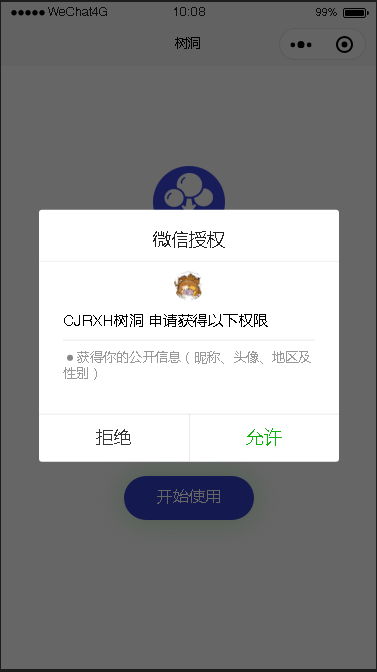 WeChat4G 10:08 99%
树洞
微信授权
CJRXH树洞 申请获得以下权限
获得你的公开信息（昵称、头像、地区及
性别）
拒绝 允许
开始使用